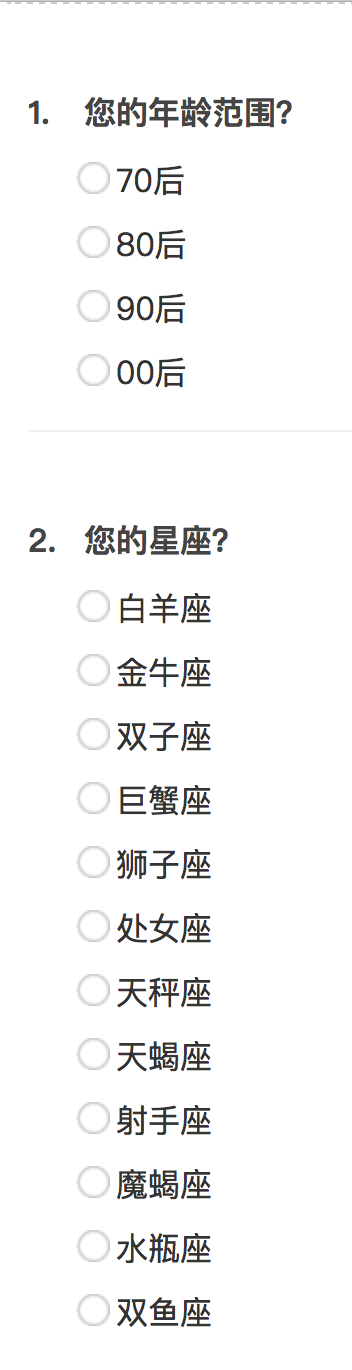 1. 您的年龄范围?
70后
80后
90后
00后
2. 您的星座?
白羊座
金牛座
双子座
巨蟹座
狮子座
处女座
天秤座
天蝎座
射手座
魔蝎座
水瓶座
双鱼座